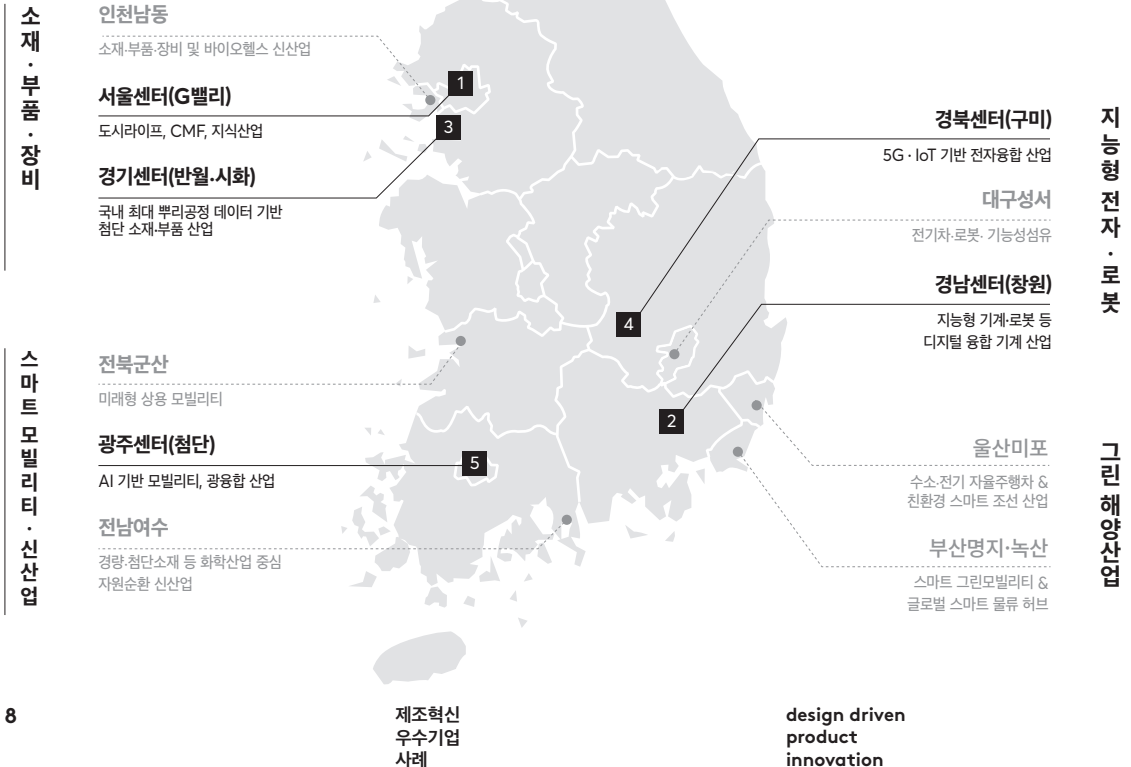 소재·부품·장비
인천남동
소재·부품·장비 및 바이오헬스 신산업
서울센터(G밸리)
도시라이프, CMF, 지식산업
경기센터(반월·시화)
국내 최대 뿌리공정 데이터 기반
첨단 소재·부품 산업
스마트 모빌리티·신산업
전북군산
미래형 상용 모빌리티
광주센터(첨단)
AI 기반 모빌리티, 광융합 산업
전남여수
경량·첨단소재 등 화학산업 중심
자원순환 신산업
1
3
4
2
5
지능형 전자·로봇
경북센터(구미)
5G · IoT 기반 전자융합 산업
대구성서
전기차·로봇· 기능성섬유
경남센터(창원)
지능형 기계·로봇 등
디지털 융합 기계 산업
그린 해양산업
울산미포
수소·전기 자율주행차 &
친환경 스마트 조선 산업
부산명지·녹산
스마트 그린모빌리티 &
글로벌 스마트 물류 허브
8
제조혁신
우수기업
사례
design driven
product
innovation